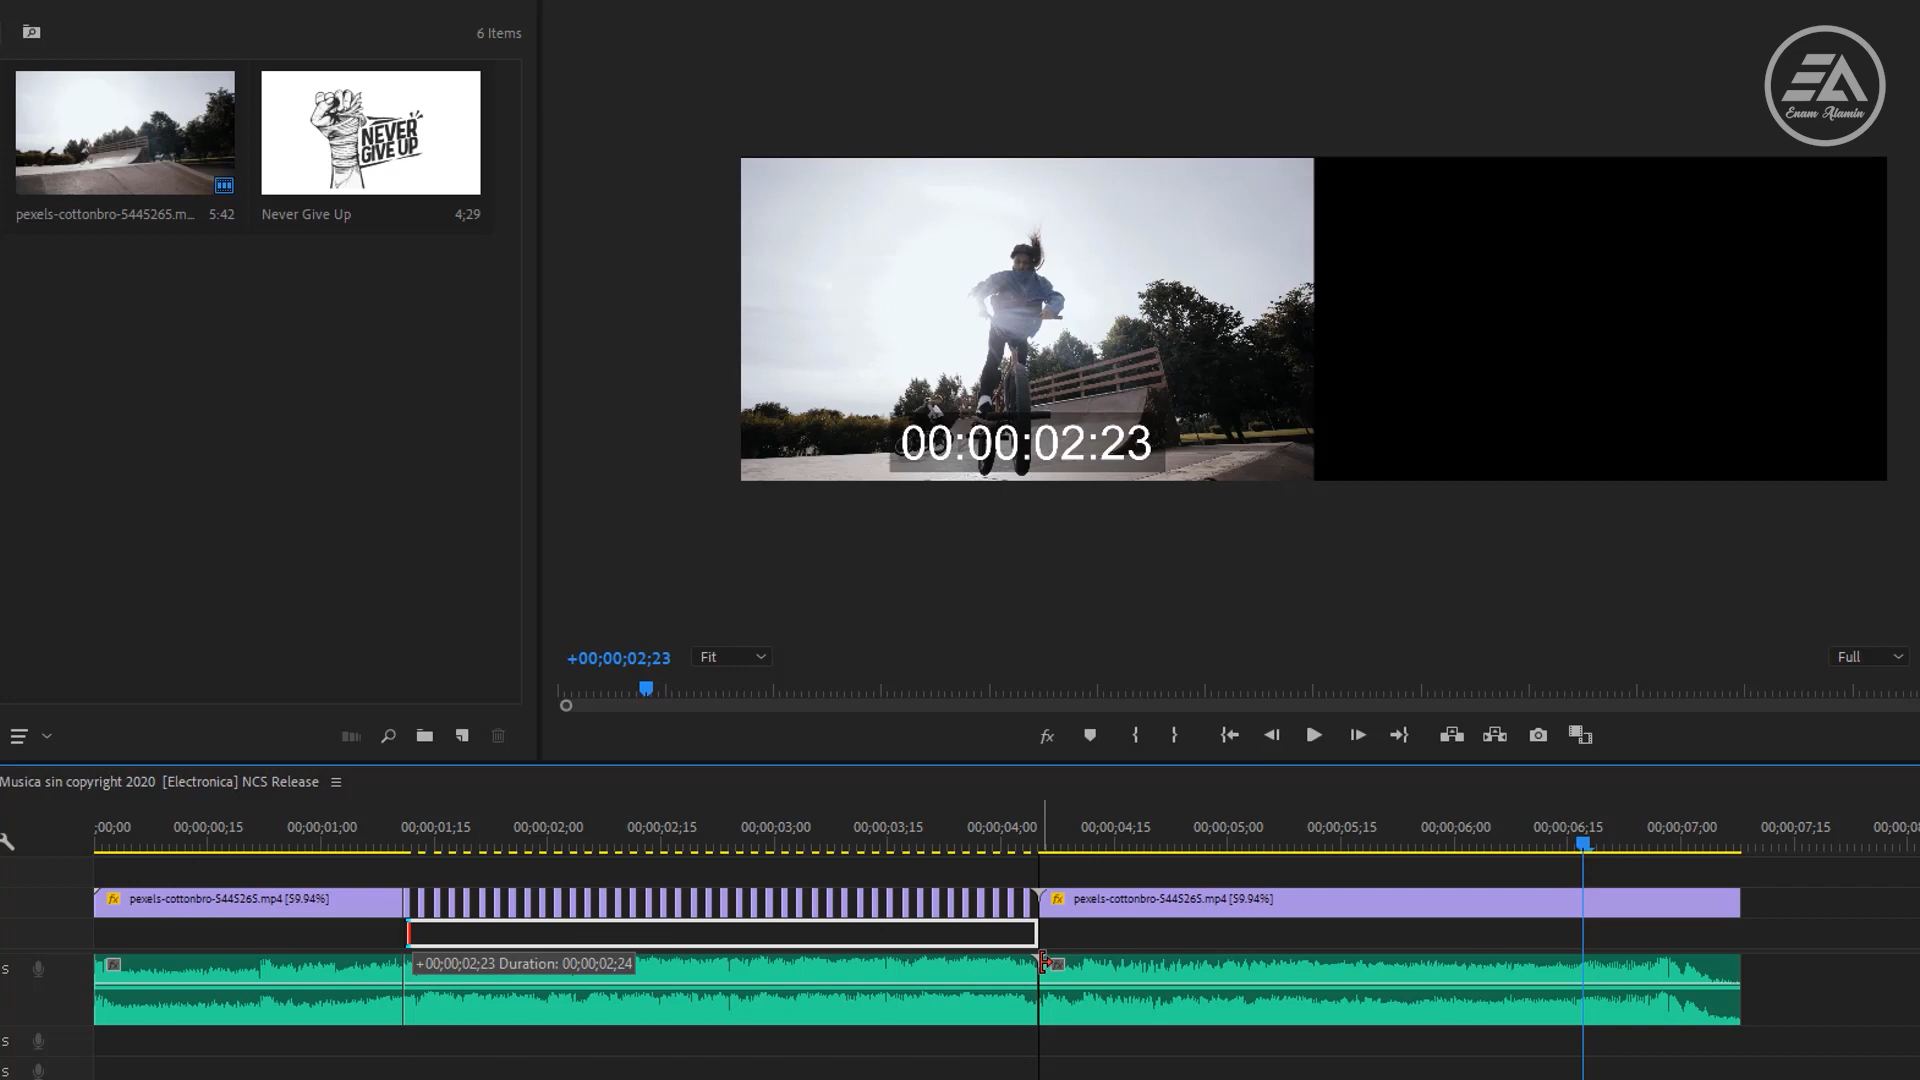 6 Items
EA
Enam Alamin
NEVER
GIVE UP
pexels-cottonbro-5445265.m... 5:42
Never Give Up 4;29
00:00:02:23
+00;00;02;23 Fit
Full
fx
Musica sin copyright 2020 [Electronica] NCS Release
;00;00 00;00;00;15 00;00;01;00 00;00;01;15 00;00;02;00 00;00;02;15 00;00;03;00 00;00;03;15 00;00;04;00 00;00;04;15 00;00;05;00 00;00;05;15 00;00;06;00 00;00;06;15 00;00;07;00 00;00;07;15 00;00;08
fx pexels-cottonbro-5445265.mp4 [59.94%] fx pexels-cottonbro-5445265.mp4 [59.94%]
S fx +00;00;02;23 Duration: 00;00;02;24 fx
S
S